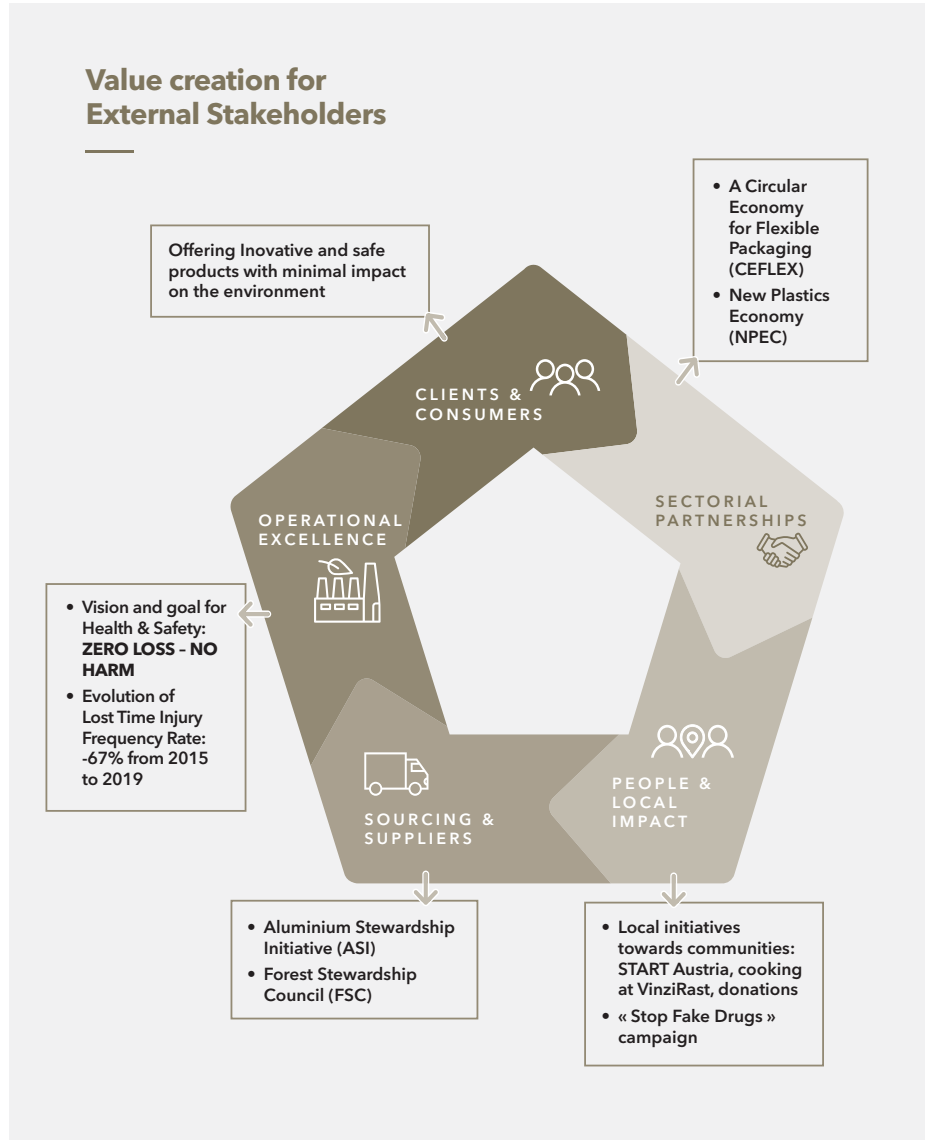 Value creation for
External Stakeholders
Offering Inovative and safe
products with minimal impact
on the environment
• A Circular
Economy
for Flexible
Packaging
(CEFLEX)
• New Plastics
Economy
(NPEC)
CLIENTS &
CONSUMERS
SECTORIAL
PARTNERSHIPS
OPERATIONAL
EXCELLENCE
• Vision and goal for
Health & Safety:
ZERO LOSS – NO
HARM
• Evolution of
Lost Time Injury
Frequency Rate:
-67% from 2015
to 2019
SOURCING &
SUPPLIERS
PEOPLE &
LOCAL
IMPACT
• Aluminium Stewardship
Initiative (ASI)
• Forest Stewardship
Council (FSC)
• Local initiatives
towards communities:
START Austria, cooking
at VinziRast, donations
• « Stop Fake Drugs »
campaign